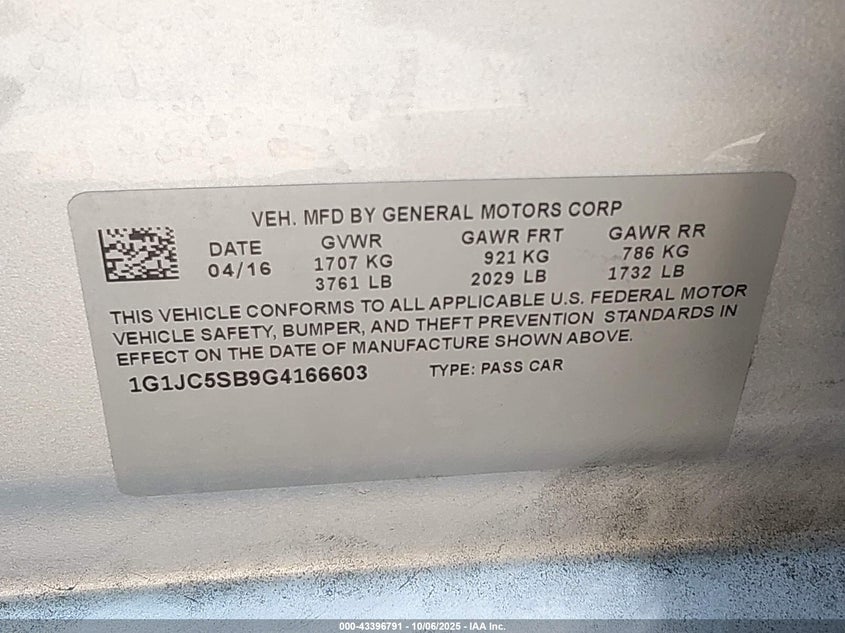 VEH. MFD BY GENERAL MOTORS CORP
DATE GVWR GAWR FRT GAWR RR
04/16 1707 KG 921 KG 786 KG
3761 LB 2029 LB 1732 LB
THIS VEHICLE CONFORMS TO ALL APPLICABLE U.S. FEDERAL MOTOR
VEHICLE SAFETY, BUMPER, AND THEFT PREVENTION STANDARDS IN
EFFECT ON THE DATE OF MANUFACTURE SHOWN ABOVE.
1G1JC5SB9G4166603 TYPE: PASS CAR
000-43396791 - 10/06/2025 - IAA Inc.